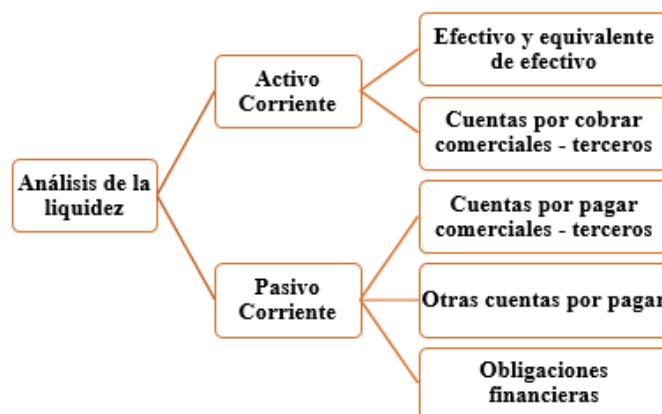 Análisis de la
liquidez
Activo
Corriente
Efectivo y equivalente
de efectivo
Cuentas por cobrar
comerciales - terceros
Pasivo
Corriente
Cuentas por pagar
comerciales - terceros
Otras cuentas por pagar
Obligaciones
financieras